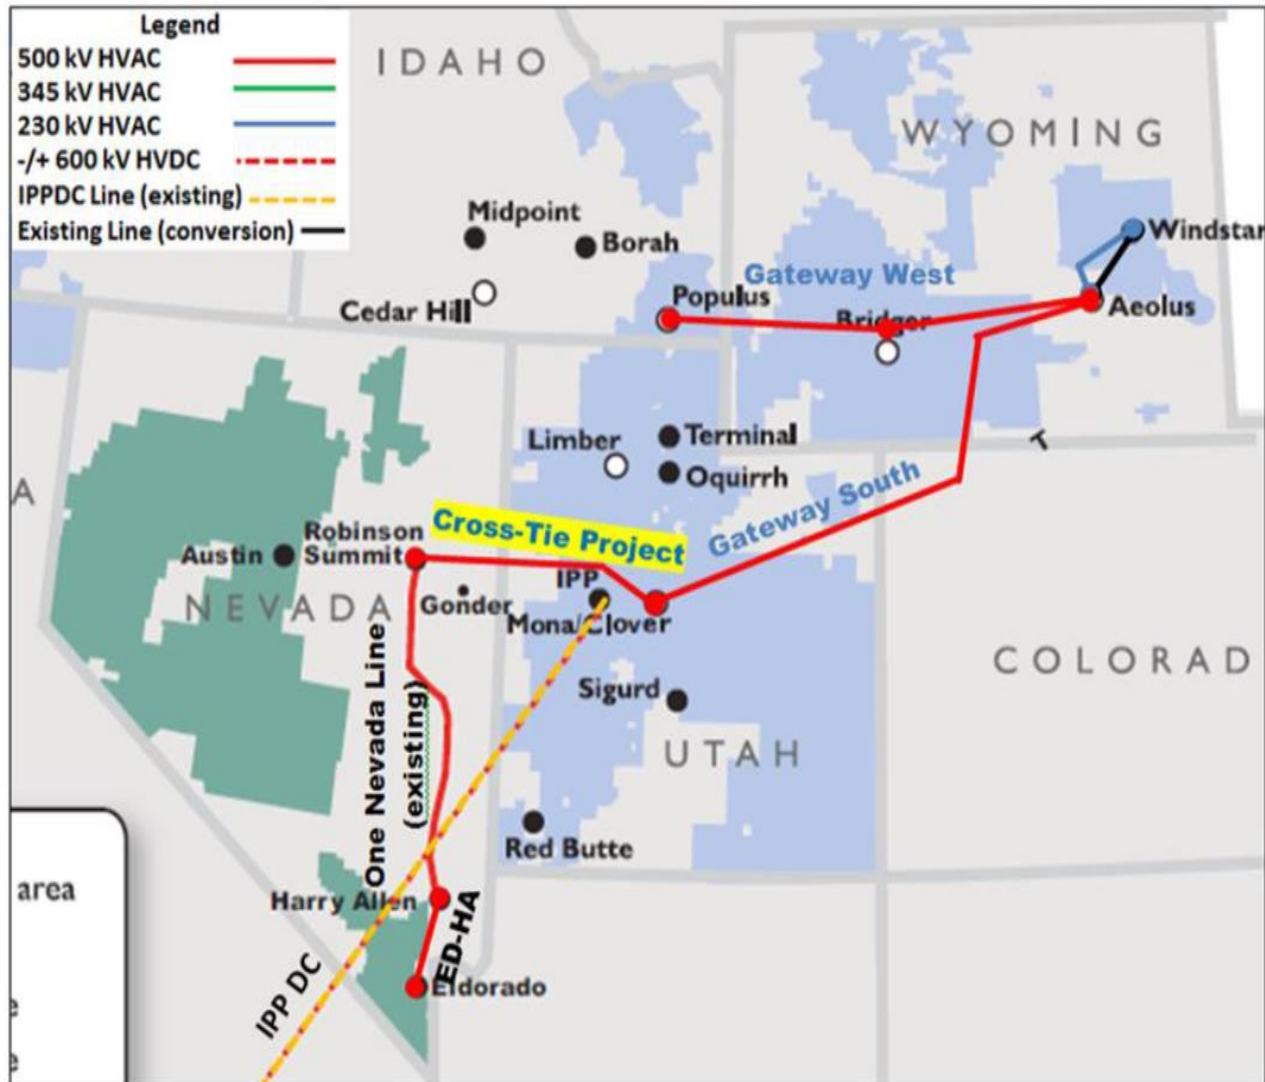 Legend
500 kV HVAC
345 kV HVAC
230 kV HVAC
-/+ 600 kV HVDC
IPPDC Line (existing)
Existing Line (conversion)
IDAHO
WYOMING
Midpoint
Borah
Windstar
Gateway West
Populus
Cedar Hill
Bridger
Aeolus
Limber
Terminal
T
Oquirrh
A
Gateway South
Cross-Tie Project
Robinson
Summit
Austin
IPP
NEVADA
Gonder
Mona/Clover
COLORAD
One Nevada Line
(existing)
Sigurd
UTAH
Red Butte
area
Harry Allen
ED-HA
IPP DC
Eldorado
e
e